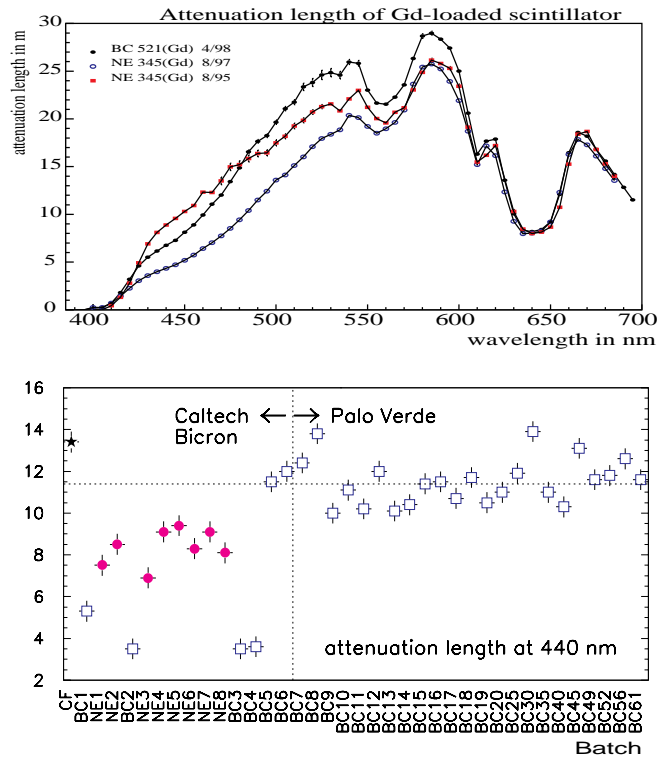 Attenuation length of Gd-loaded scintillator
attenuation length in m
30
25
20
15
10
5
0
BC 521(Gd) 4/98
NE 345(Gd) 8/97
NE 345(Gd) 8/95
400 450 500 550 600 650 700
wavelength in nm
16
14
12
10
8
6
4
2
Caltech ← → Palo Verde
Bicron
attenuation length at 440 nm
CF BC1 NE1 NE2 BC2 NE3 NE4 NE5 NE6 NE7 NE8 BC3 BC4 BC5 BC6 BC7 BC8 BC9 BC10 BC11 BC12 BC13 BC14 BC15 BC16 BC17 BC18 BC19 BC20 BC25 BC30 BC35 BC40 BC45 BC49 BC52 BC56 BC61
Batch